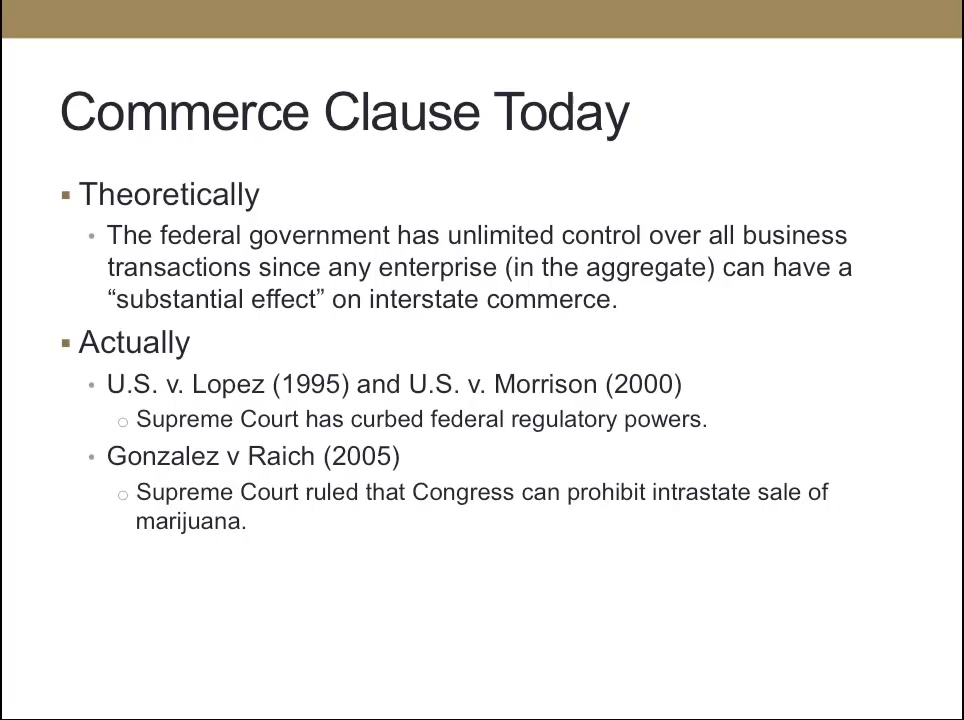 Commerce Clause Today
▪ Theoretically
• The federal government has unlimited control over all business
transactions since any enterprise (in the aggregate) can have a
“substantial effect” on interstate commerce.
▪ Actually
• U.S. v. Lopez (1995) and U.S. v. Morrison (2000)
○ Supreme Court has curbed federal regulatory powers.
• Gonzalez v Raich (2005)
○ Supreme Court ruled that Congress can prohibit intrastate sale of
marijuana.